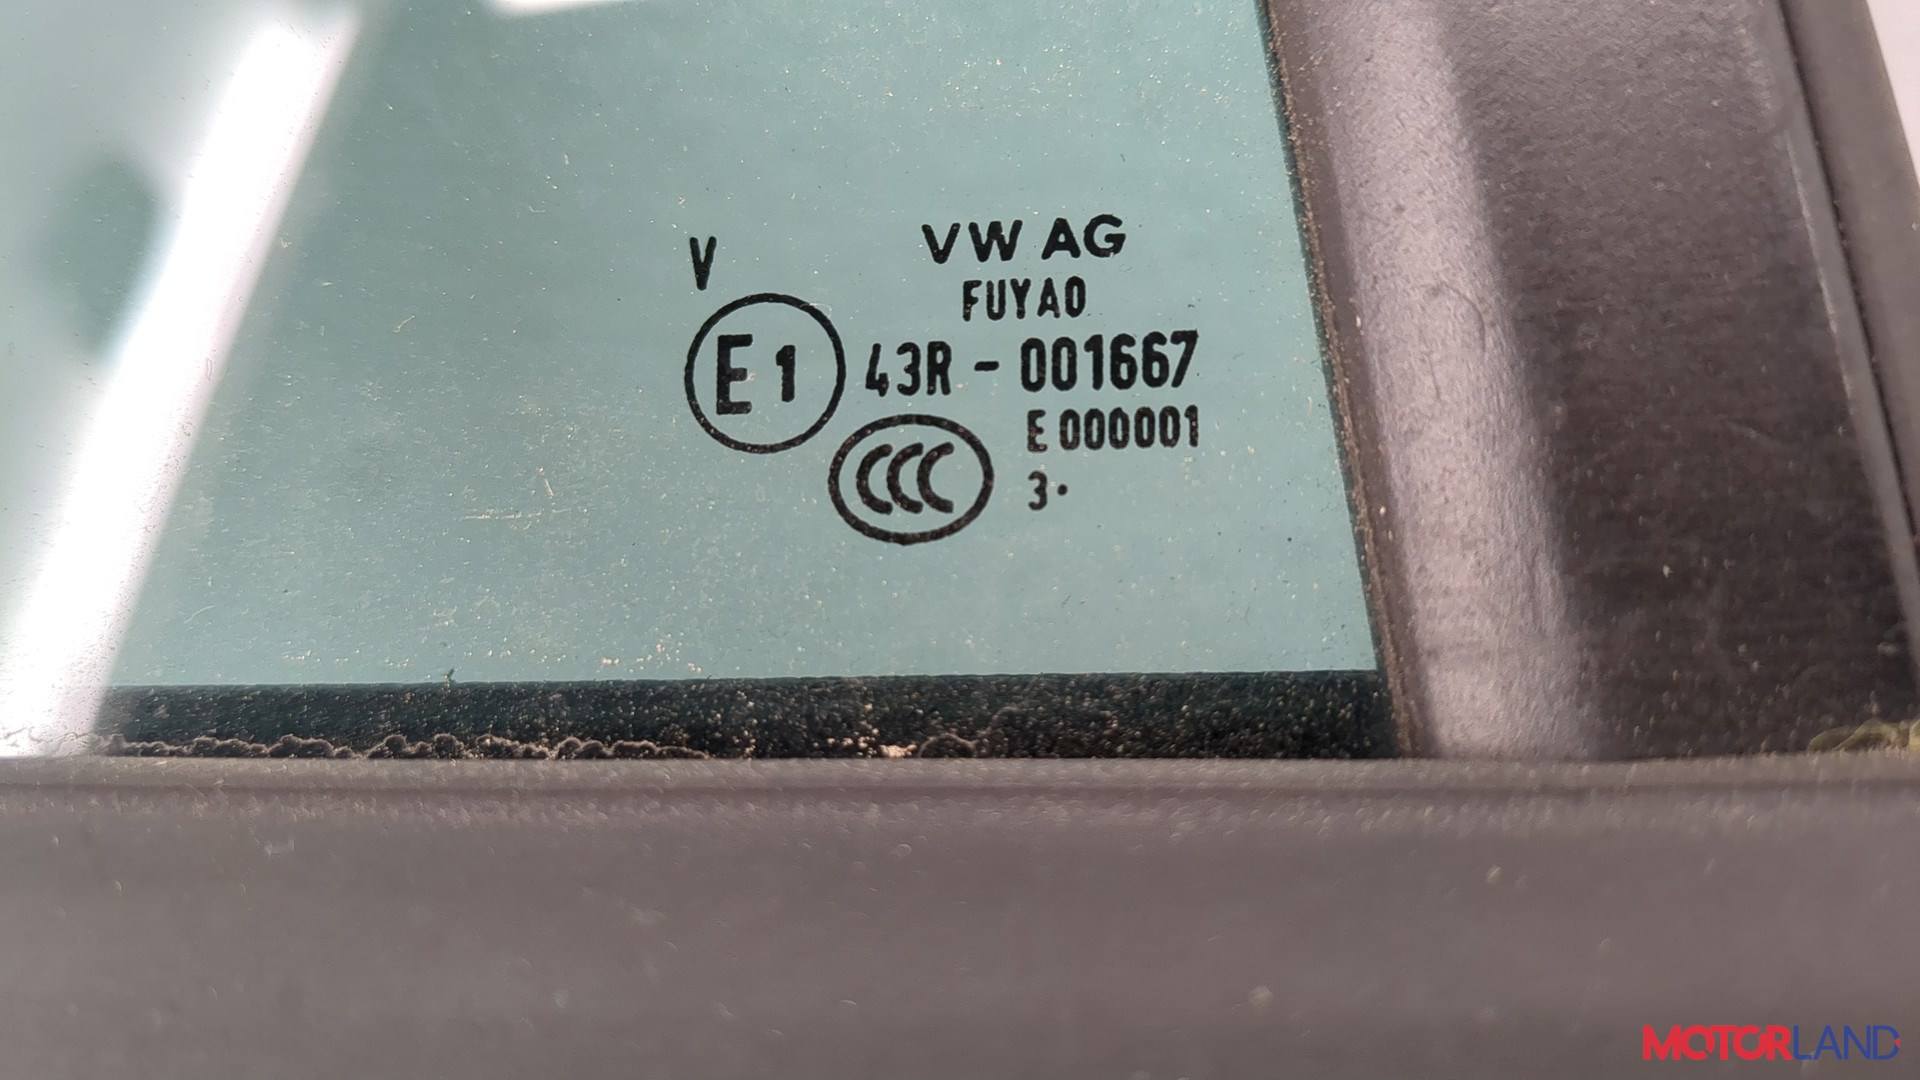 VW AG
V
FUYAO
E1 43R - 001667
E 000001
CCC
3·
MOTORLAND